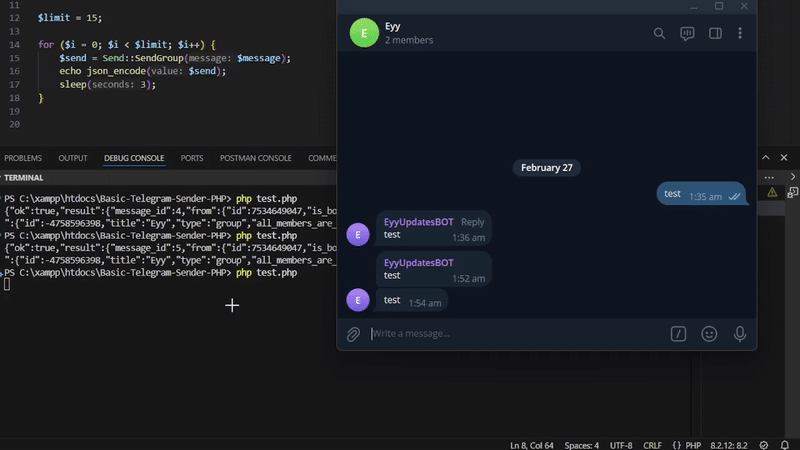 11
12 $limit = 15;
13
14 for ($i = 0; $i < $limit; $i++) {
15 $send = Send::SendGroup(message: $message);
16 echo json_encode(value: $send);
17 sleep(seconds: 3);
18 }
19
20
PROBLEMS OUTPUT DEBUG CONSOLE PORTS POSTMAN CONSOLE COMME
TERMINAL
PS C:\xampp\htdocs\Basic-Telegram-Sender-PHP> php test.php
{"ok":true,"result":{"message_id":4,"from":{"id":7534649047,"is_bo
":{"id":-4758596398,"title":"Eyy","type":"group","all_members_are_
PS C:\xampp\htdocs\Basic-Telegram-Sender-PHP> php test.php
{"ok":true,"result":{"message_id":5,"from":{"id":7534649047,"is_bo
":{"id":-4758596398,"title":"Eyy","type":"group","all_members_are_
PS C:\xampp\htdocs\Basic-Telegram-Sender-PHP> php test.php
E
Eyy
2 members
February 27
test 1:35 am
EyyUpdatesBOT Reply
E
test
1:36 am
EyyUpdatesBOT
test
1:52 am
E
test 1:54 am
Write a message...
Ln 8, Col 64 Spaces: 4 UTF-8 CRLF {} PHP 8.2.12: 8.2